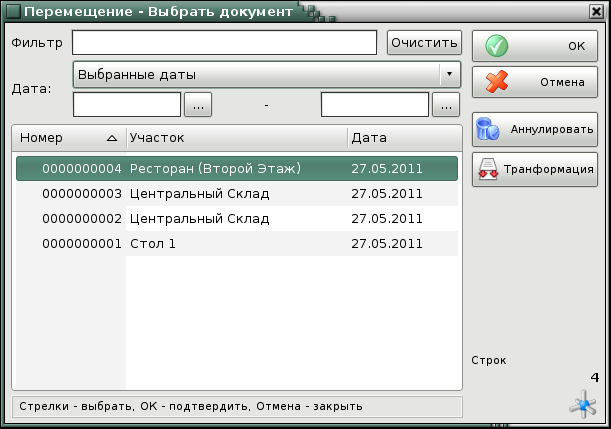 Перемещение - Выбрать документ
Фильтр
Очистить
OK
Дата:
Выбранные даты
Отмена
...
-
...
Аннулировать
Транформация
Номер Участок Дата
0000000004 Ресторан (Второй Этаж) 27.05.2011
0000000003 Центральный Склад 27.05.2011
0000000002 Центральный Склад 27.05.2011
0000000001 Стол 1 27.05.2011
Строк
4
Стрелки - выбрать, ОК - подтвердить, Отмена - закрыть